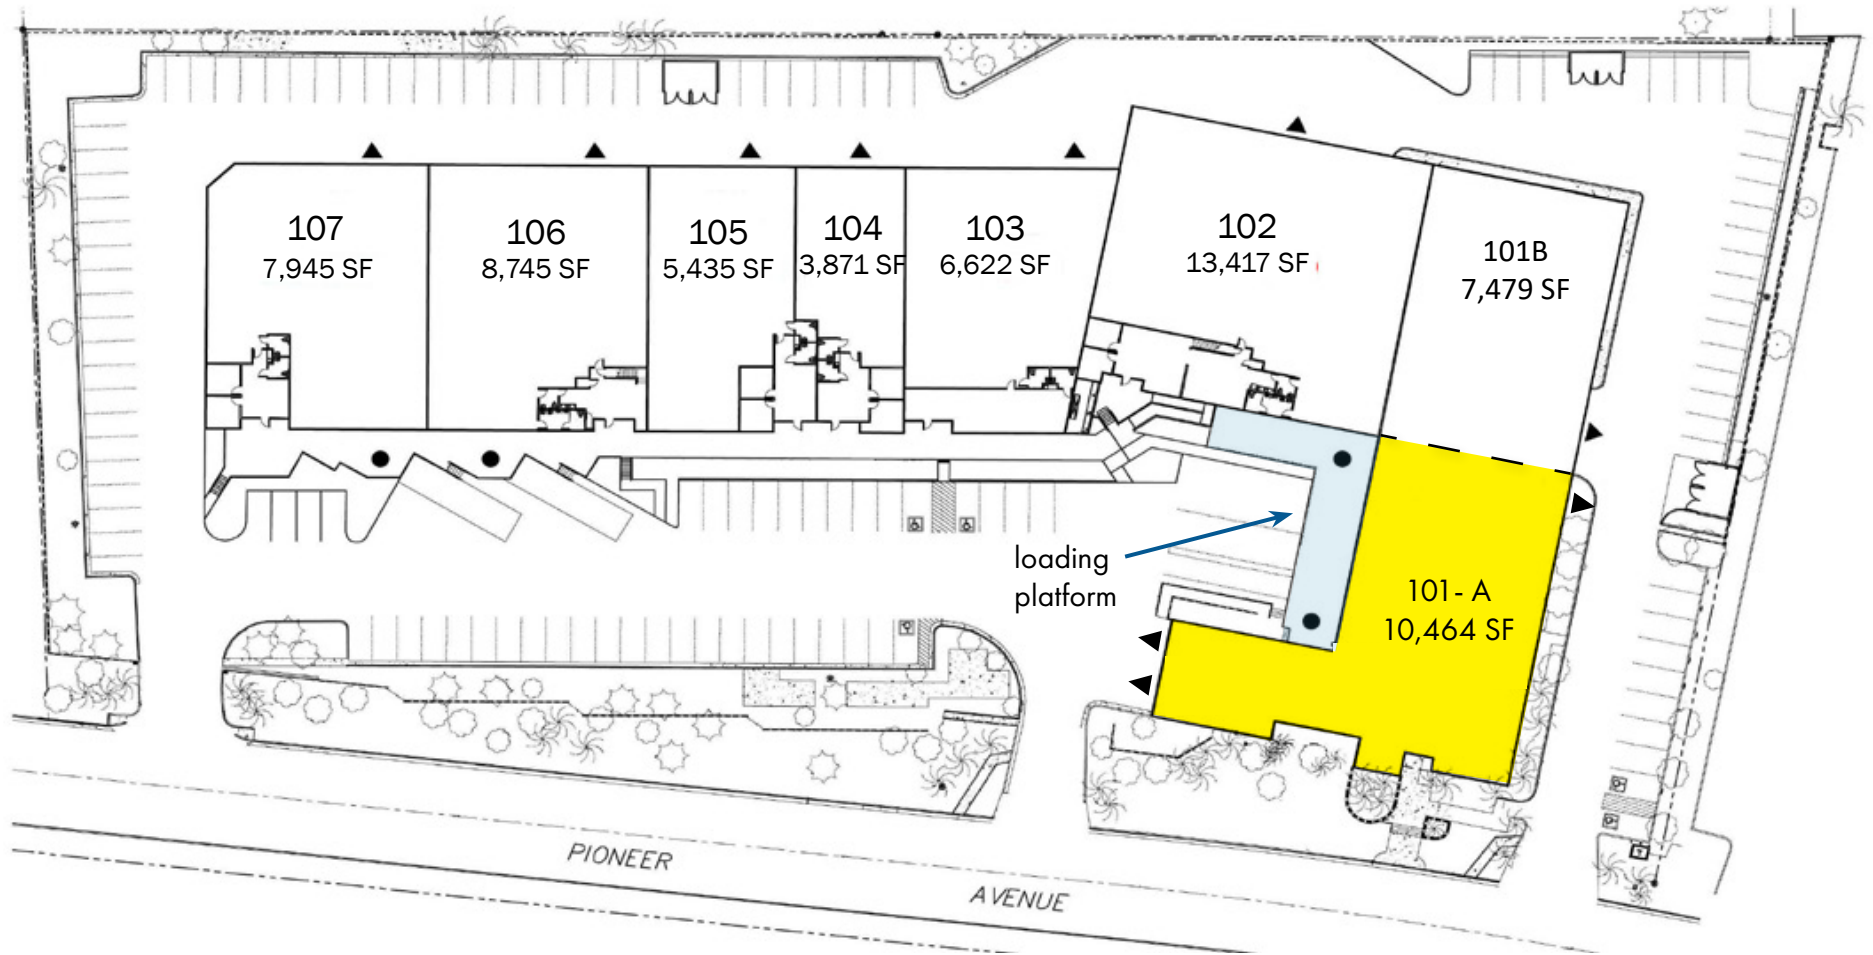 107
7,945 SF
106
8,745 SF
105
5,435 SF
104
3,871 SF
103
6,622 SF
102
13,417 SF
101B
7,479 SF
loading
platform
101- A
10,464 SF
PIONEER
AVENUE